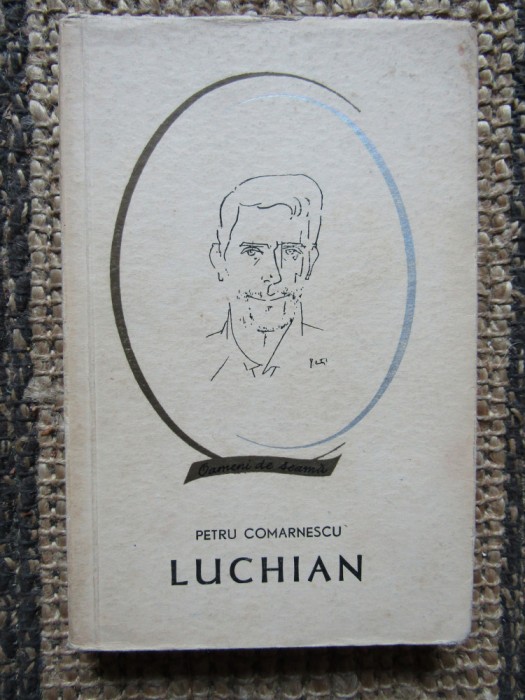 Oameni de seamă
PETRU COMARNESCU
LUCHIAN